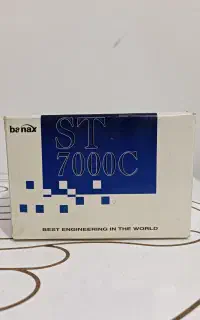 banax
ST
7000C
BEST ENGINEERING IN THE WORLD